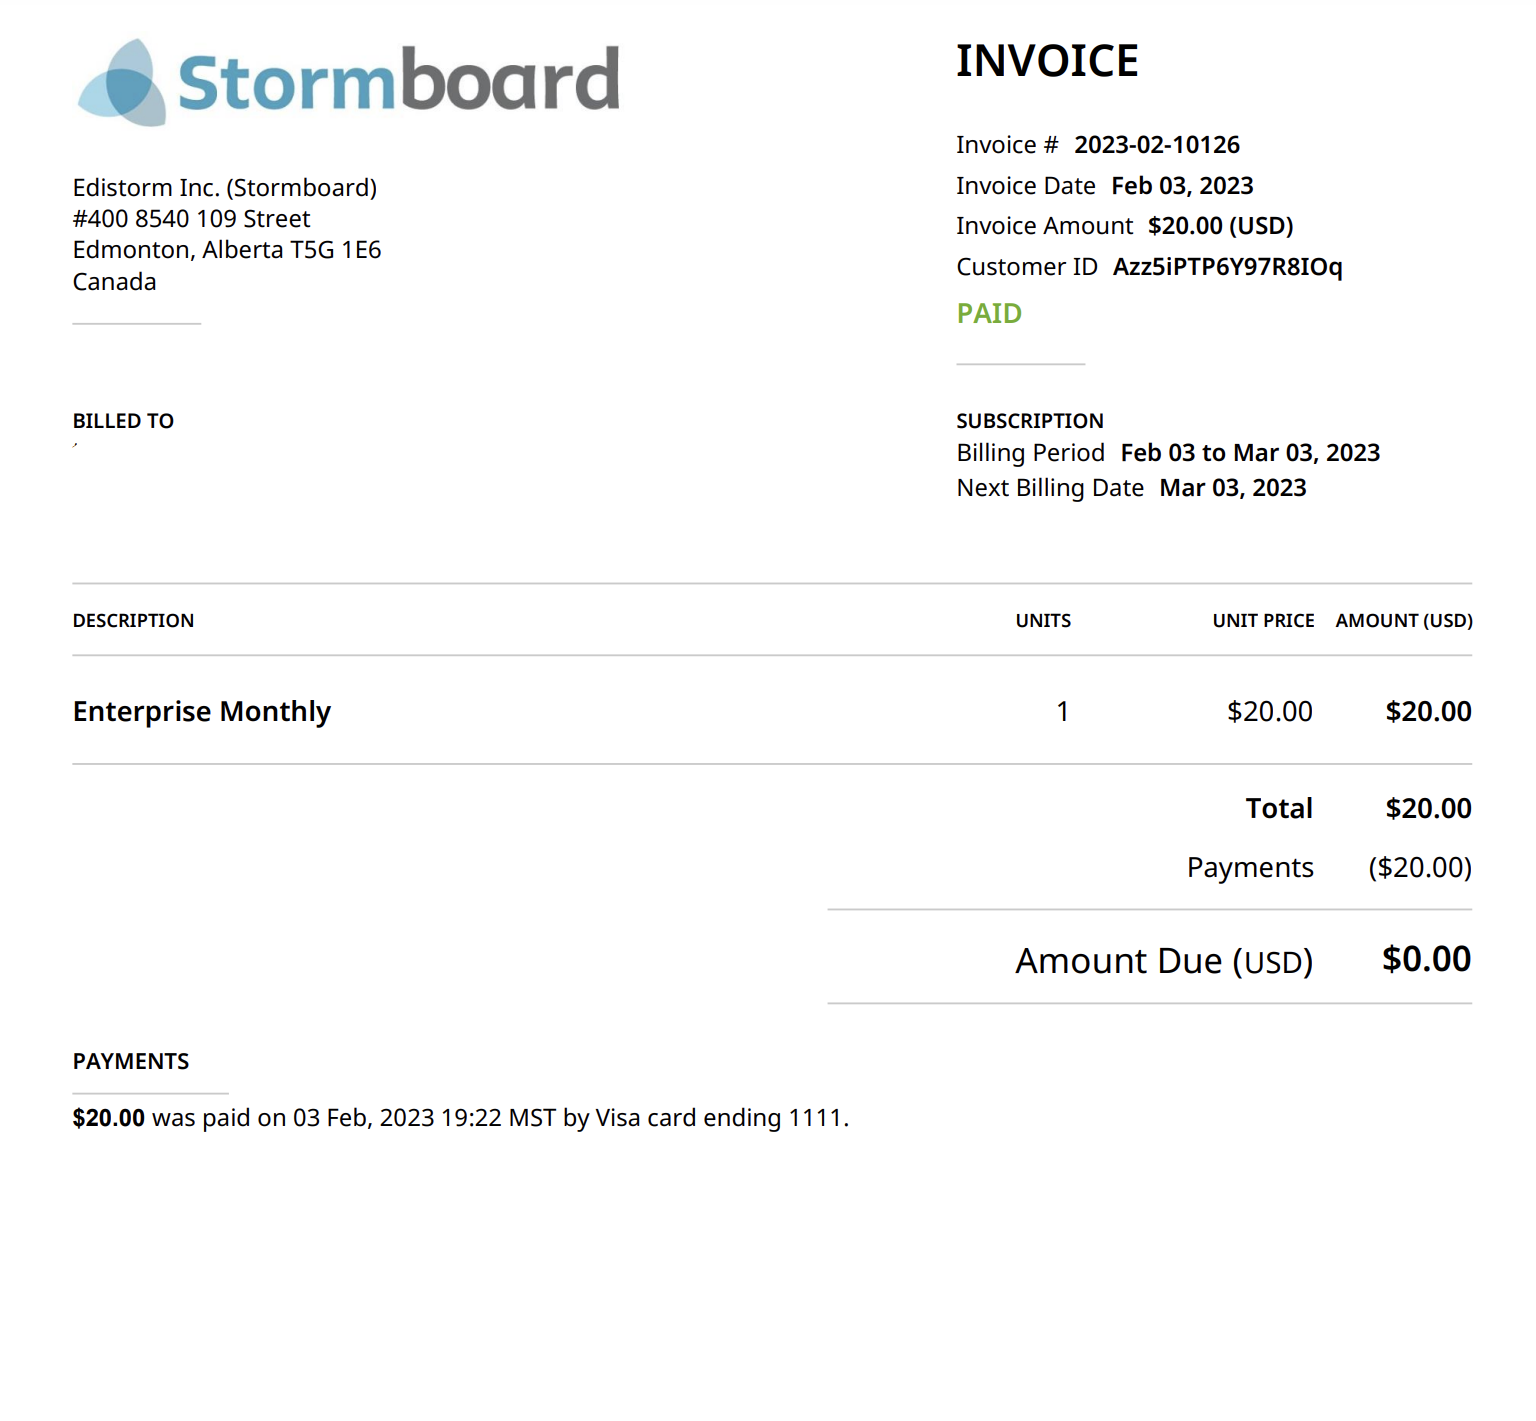 Stormboard
INVOICE
Invoice # 2023-02-10126
Invoice Date Feb 03, 2023
Invoice Amount $20.00 (USD)
Customer ID Azz5iPTP6Y97R8IOq
PAID
Edistorm Inc. (Stormboard)
#400 8540 109 Street
Edmonton, Alberta T5G 1E6
Canada
BILLED TO
,
SUBSCRIPTION
Billing Period Feb 03 to Mar 03, 2023
Next Billing Date Mar 03, 2023
DESCRIPTION UNITS UNIT PRICE AMOUNT (USD)
Enterprise Monthly 1 $20.00 $20.00
Total $20.00
Payments ($20.00)
Amount Due (USD) $0.00
PAYMENTS
$20.00 was paid on 03 Feb, 2023 19:22 MST by Visa card ending 1111.